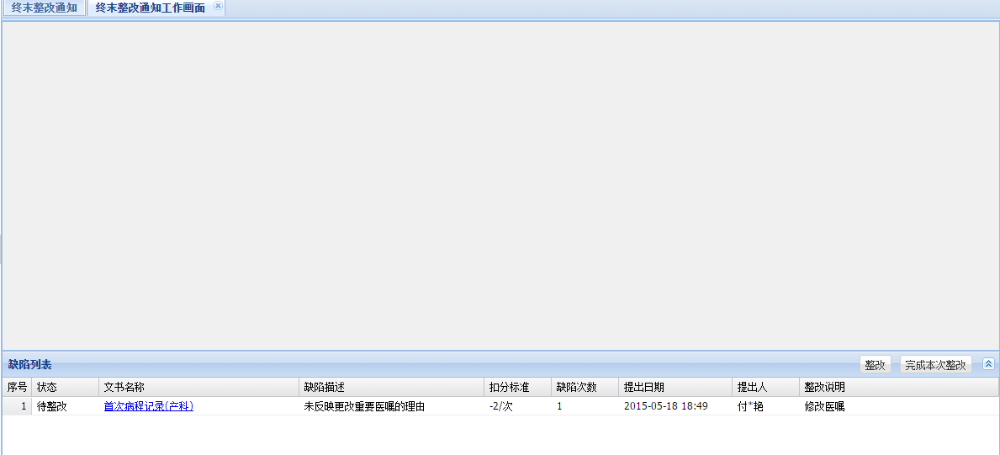 终末整改通知 终末整改通知工作画面
缺陷列表 整改 完成本次整改
序号 状态 文书名称 缺陷描述 扣分标准 缺陷次数 提出日期 提出人 整改说明
1 待整改 首次病程记录(产科) 未反映更改重要医嘱的理由 -2/次 1 2015-05-18 18:49 付*艳 修改医嘱